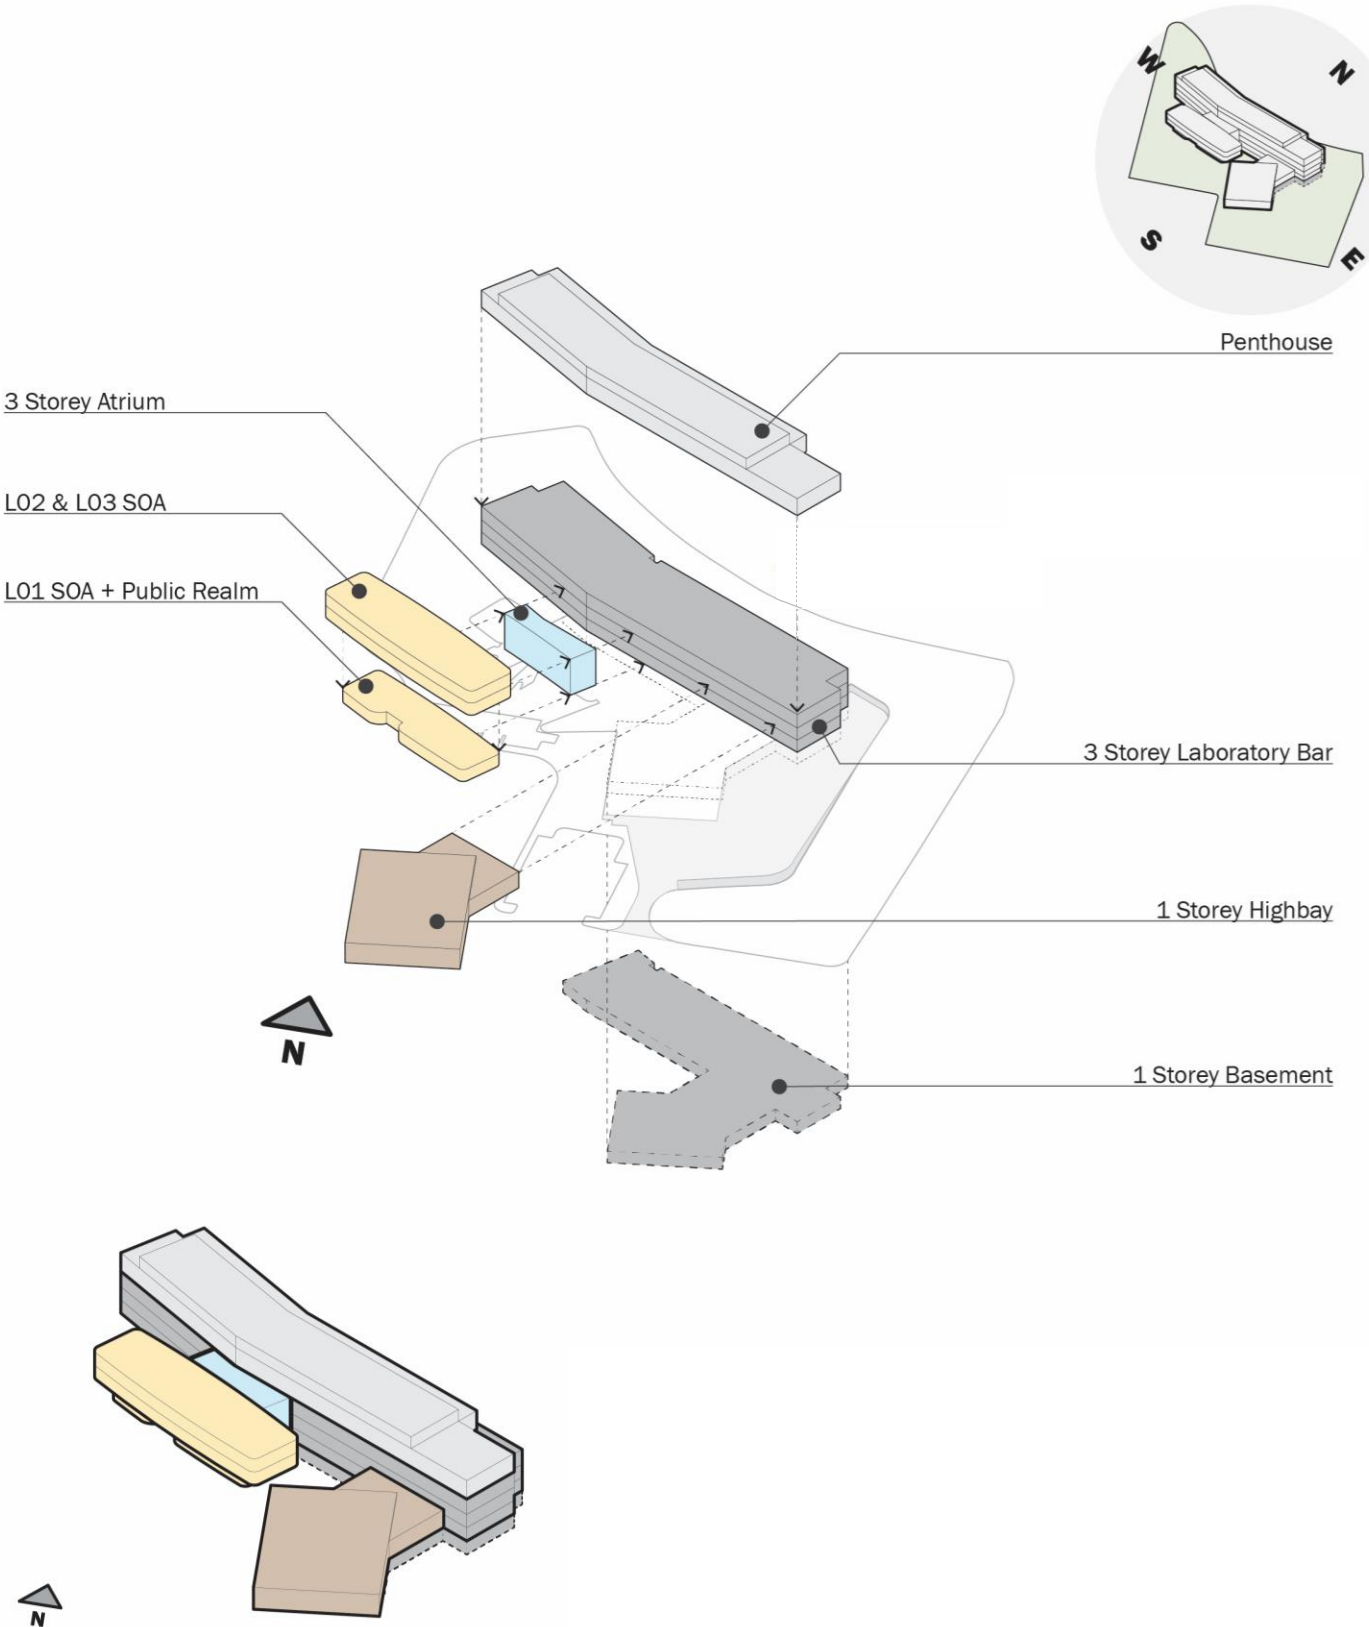 W
N
S
E
Penthouse
3 Storey Atrium
L02 & L03 SOA
L01 SOA + Public Realm
3 Storey Laboratory Bar
1 Storey Highbay
N
1 Storey Basement
N